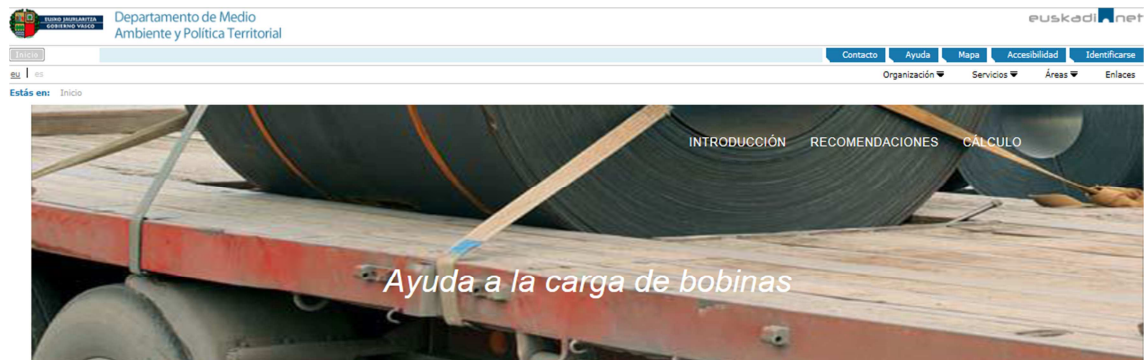 EUSKO JAURLARITZA
GOBIERNO VASCO
Departamento de Medio
Ambiente y Política Territorial
euskadi.net
Inicio
Contacto Ayuda Mapa Accesibilidad Identificarse
eu | es
Organización Servicios Áreas Enlaces
Estás en: Inicio
INTRODUCCIÓN RECOMENDACIONES CÁLCULO
Ayuda a la carga de bobinas